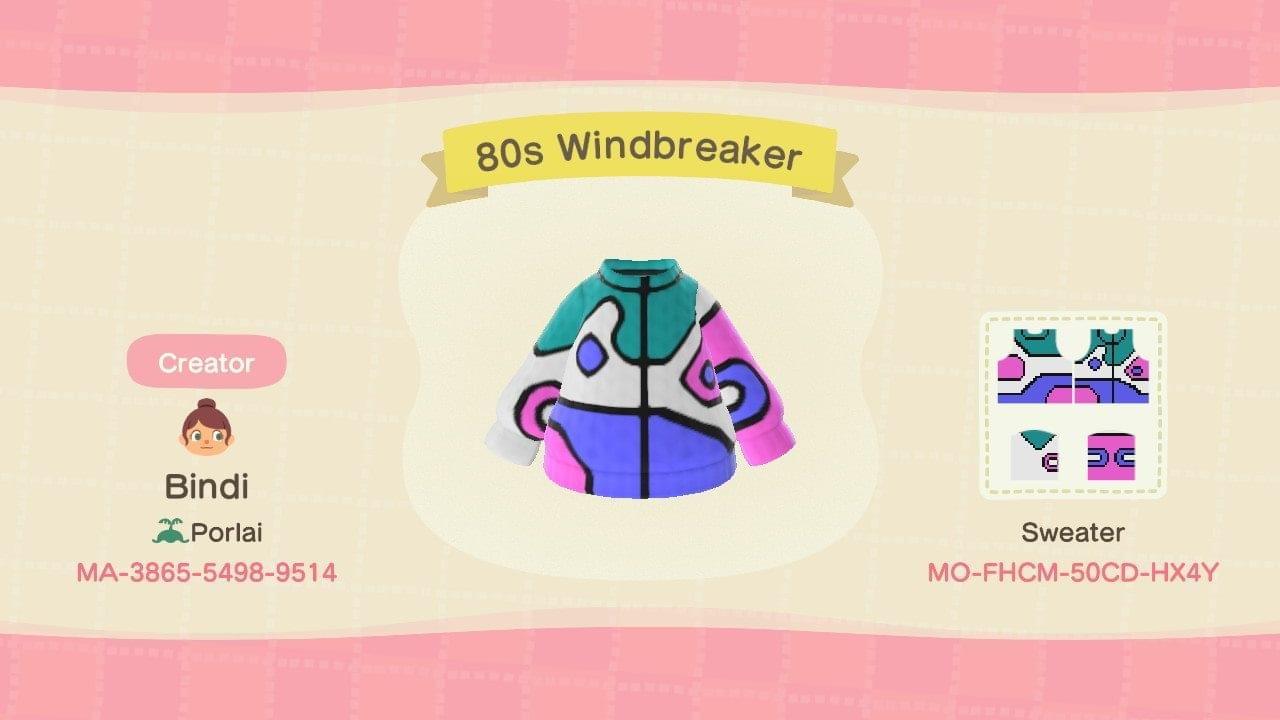 80s Windbreaker
Creator
Bindi
Porlai
MA-3865-5498-9514
Sweater
MO-FHCM-50CD-HX4Y